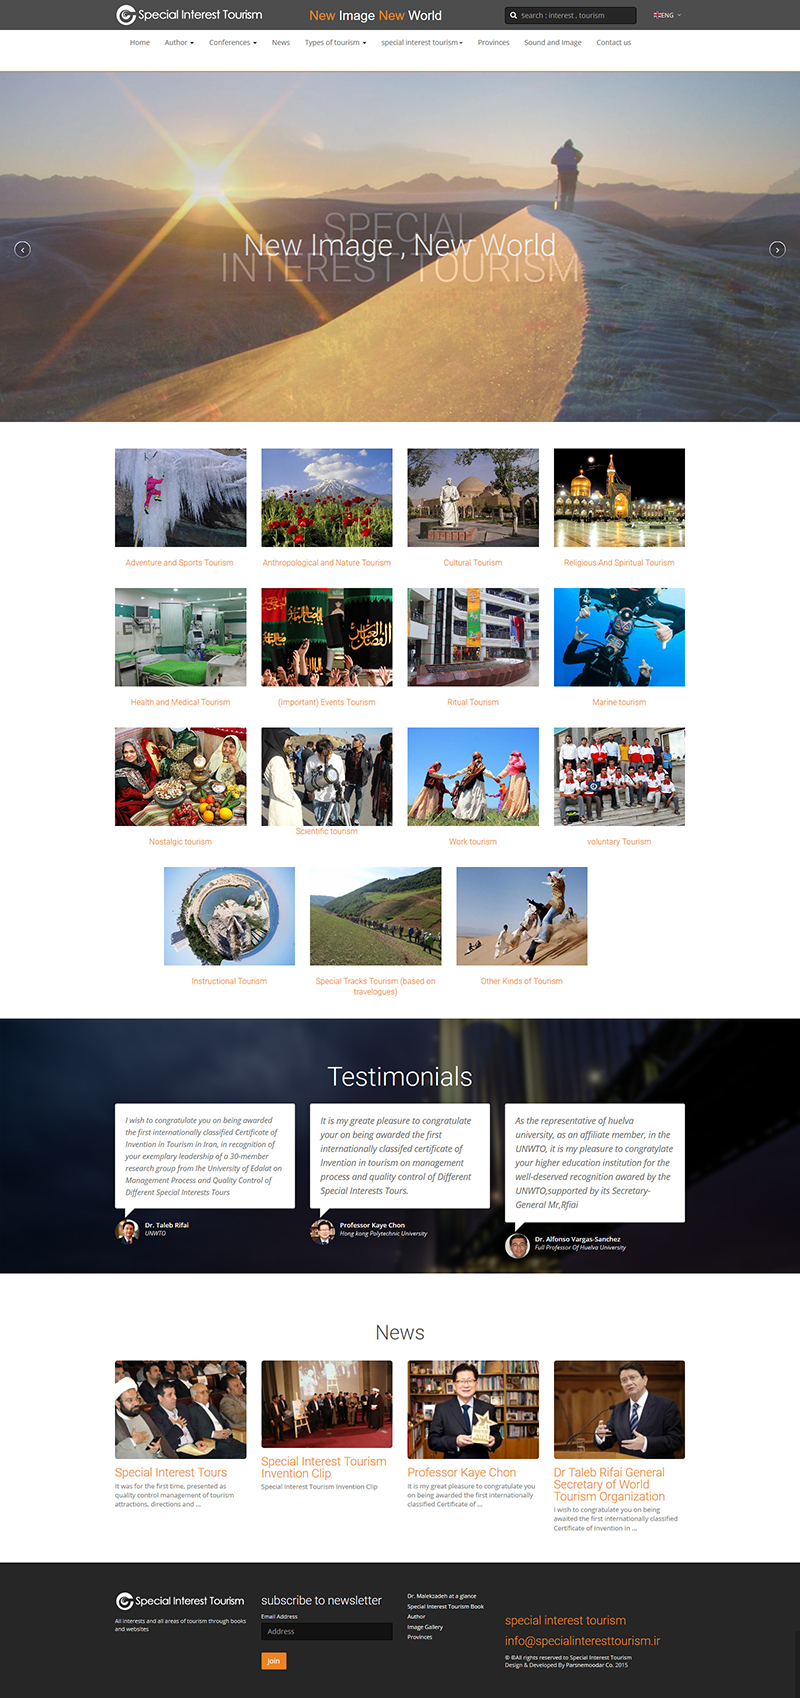 Special Interest Tourism
New Image New World
search : interest , tourism
ENG
Home Author Conferences News Types of tourism special interest tourism Provinces Sound and Image Contact us
SPECIAL
New Image , New World
INTEREST TOURISM
Adventure and Sports Tourism
Anthropological and Nature Tourism
Cultural Tourism
Religious And Spiritual Tourism
Health and Medical Tourism
(Important) Events Tourism
Ritual Tourism
Marine tourism
Nostalgic tourism
Scientific tourism
Work tourism
voluntary Tourism
Instructional Tourism
Special Tracks Tourism (based on
travelogues)
Other Kinds of Tourism
Testimonials
I wish to congratulate you on being awarded
the first internationally classified Certificate of
Invention in Tourism in Iran, in recognition of
your exemplary leadership of a 30-member
research group from Ihe University of Edalat on
Management Process and Quality Control of
Different Special Interests Tours
Dr. Taleb Rifai
UNWTO
It is my greate pleasure to congratulate
your on being awarded the first
internationally classifed certificate of
Invention in tourism on management
process and quality control of Different
Special Interests Tours.
Professor Kaye Chon
Hong kong Polytechnic University
As the representative of huelva
university, as an affiliate member, in the
UNWTO, it is my pleasure to congratylate
your higher education institution for the
well-deserved recognition awared by the
UNWTO,supported by its Secretary-
General Mr,Rfiai
Dr. Alfonso Vargas-Sanchez
Full Professor Of Huelva University
News
Special Interest Tours
It was for the first time, presented as
quality control management of tourism
attractions, directions and ...
Special Interest Tourism
Invention Clip
Special Interest Tourism Invention Clip
Professor Kaye Chon
It is my great pleasure to congratulate you
on being awarded the first internationally
classified Certificate of ...
Dr Taleb Rifai General
Secretary of World
Tourism Organization
I wish to congratulate you on being
awaited the first internationally classified
Certificate of Invention in ...
Special Interest Tourism
All interests and all areas of tourism through books
and websites
subscribe to newsletter
Email Address
Address
Join
Dr. Malekzadeh at a glance
Special Interest Tourism Book
Author
Image Gallery
Provinces
special interest tourism
info@specialinteresttourism.ir
© ®All rights reserved to Special Interest Tourism
Design & Developed By Parsnemoodar Co. 2015